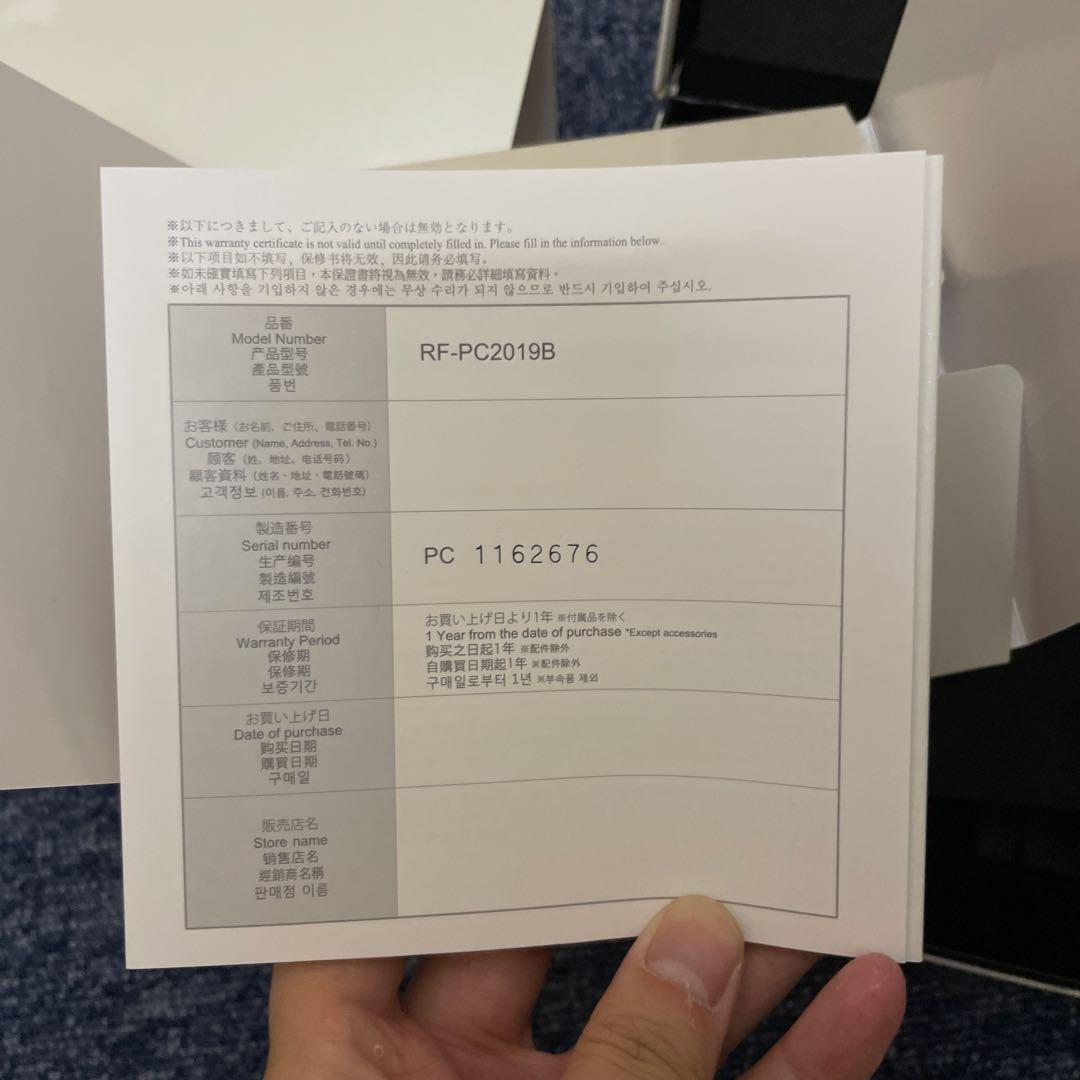 ※以下につきまして、ご記入のない場合は無効となります。
※This warranty certificate is not valid until completely filled in. Please fill in the information below.
※以下项目如不填写，保修书将无效，因此请务必填写。
※如未確實填寫下列項目，本保證書將視為無效，請務必詳細填寫資料。
※아래 사항을 기입하지 않은 경우에는 무상 수리가 되지 않으므로 반드시 기입하여 주십시오.
品番
Model Number
产品型号
產品型號
품번
RF-PC2019B
お客様（お名前、ご住所、電話番号）
Customer (Name, Address, Tel. No.)
顾客（姓、地址、电话号码）
顧客資料（姓名、地址、電話號碼）
고객정보 (이름, 주소, 전화번호)
製造番号
Serial number
生产编号
製造編號
제조번호
PC 1162676
保証期間
Warranty Period
保修期
保修期
보증기간
お買い上げ日より1年 ※付属品を除く
1 Year from the date of purchase *Except accessories
购买之日起1年 ※配件除外
自購買日期起1年 ※配件除外
구매일로부터 1년 ※부속품 제외
お買い上げ日
Date of purchase
购买日期
購買日期
구매일
販売店名
Store name
销售店名
經銷商名稱
판매점 이름